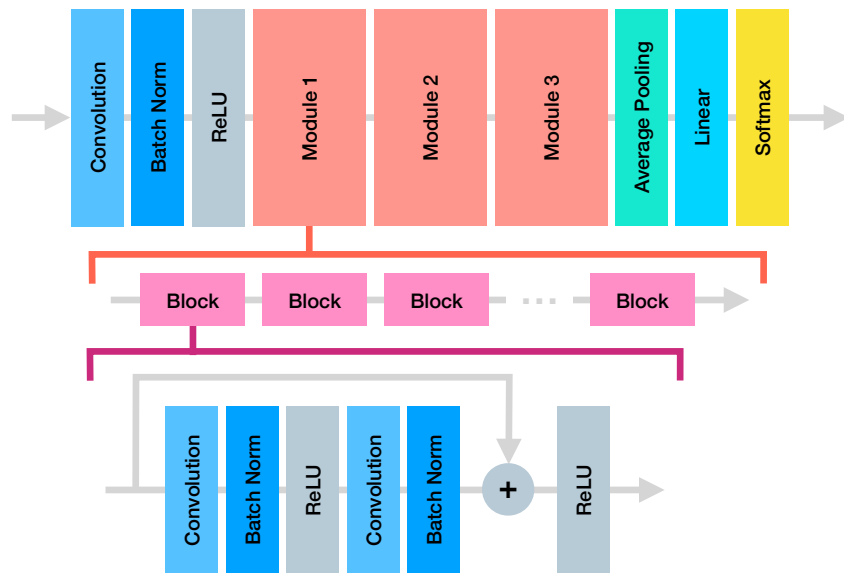 Convolution
Batch Norm
ReLU
Module 1
Module 2
Module 3
Average Pooling
Linear
Softmax
Block
Block
Block
...
Block
Convolution
Batch Norm
ReLU
Convolution
Batch Norm
+
ReLU